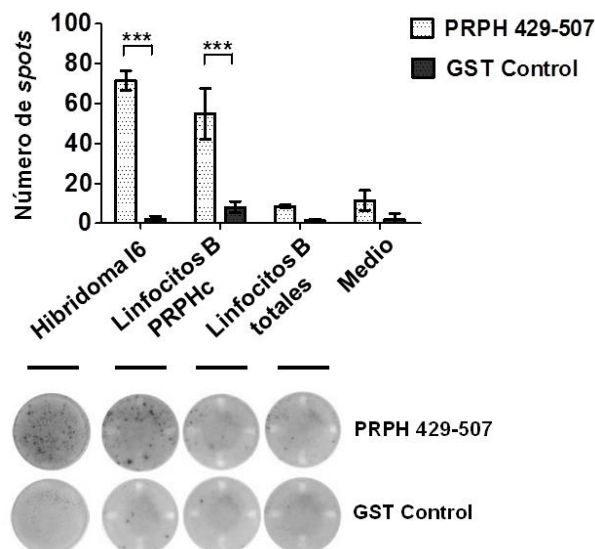 Número de spots
100
80
60
40
20
0
***
***
PRPH 429-507
GST Control
Hibridoma I6
Linfocitos B
PRPHc
Linfocitos B
totales
Medio
PRPH 429-507
GST Control